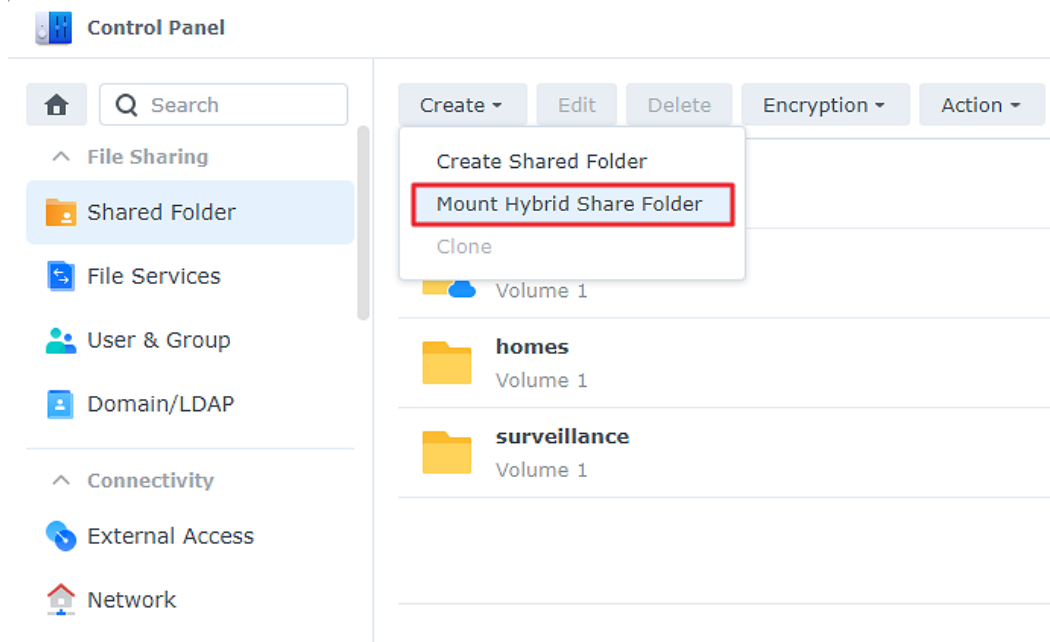 Control Panel
Search
File Sharing
Shared Folder
File Services
User & Group
Domain/LDAP
Connectivity
External Access
Network
Create
Edit
Delete
Encryption
Action
Create Shared Folder
Mount Hybrid Share Folder
Clone
Volume 1
homes
Volume 1
surveillance
Volume 1